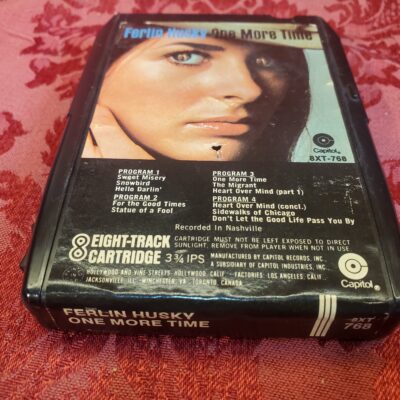 Ferlin Husky One More Time
Capitol®
8XT-768
PROGRAM 1
Sweet Misery
Snowbird
Hello Darlin'
PROGRAM 2
For the Good Times
Statue of a Fool
PROGRAM 3
One More Time
The Migrant
Heart Over Mind (part 1)
PROGRAM 4
Heart Over Mind (concl.)
Sidewalks of Chicago
Don't Let the Good Life Pass You By
Recorded in Nashville
8 EIGHT-TRACK CARTRIDGE 3¾ IPS
CARTRIDGE MUST NOT BE LEFT EXPOSED TO DIRECT
SUNLIGHT. REMOVE FROM PLAYER WHEN NOT IN USE
MANUFACTURED BY CAPITOL RECORDS, INC.
A SUBSIDIARY OF CAPITOL INDUSTRIES, INC.
HOLLYWOOD AND VINE STREETS, HOLLYWOOD, CALIF. FACTORIES: LOS ANGELES, CALIF.,
JACKSONVILLE, ILL., WINCHESTER, VA., TORONTO, CANADA
Capitol®
FERLIN HUSKY
ONE MORE TIME
8XT
768